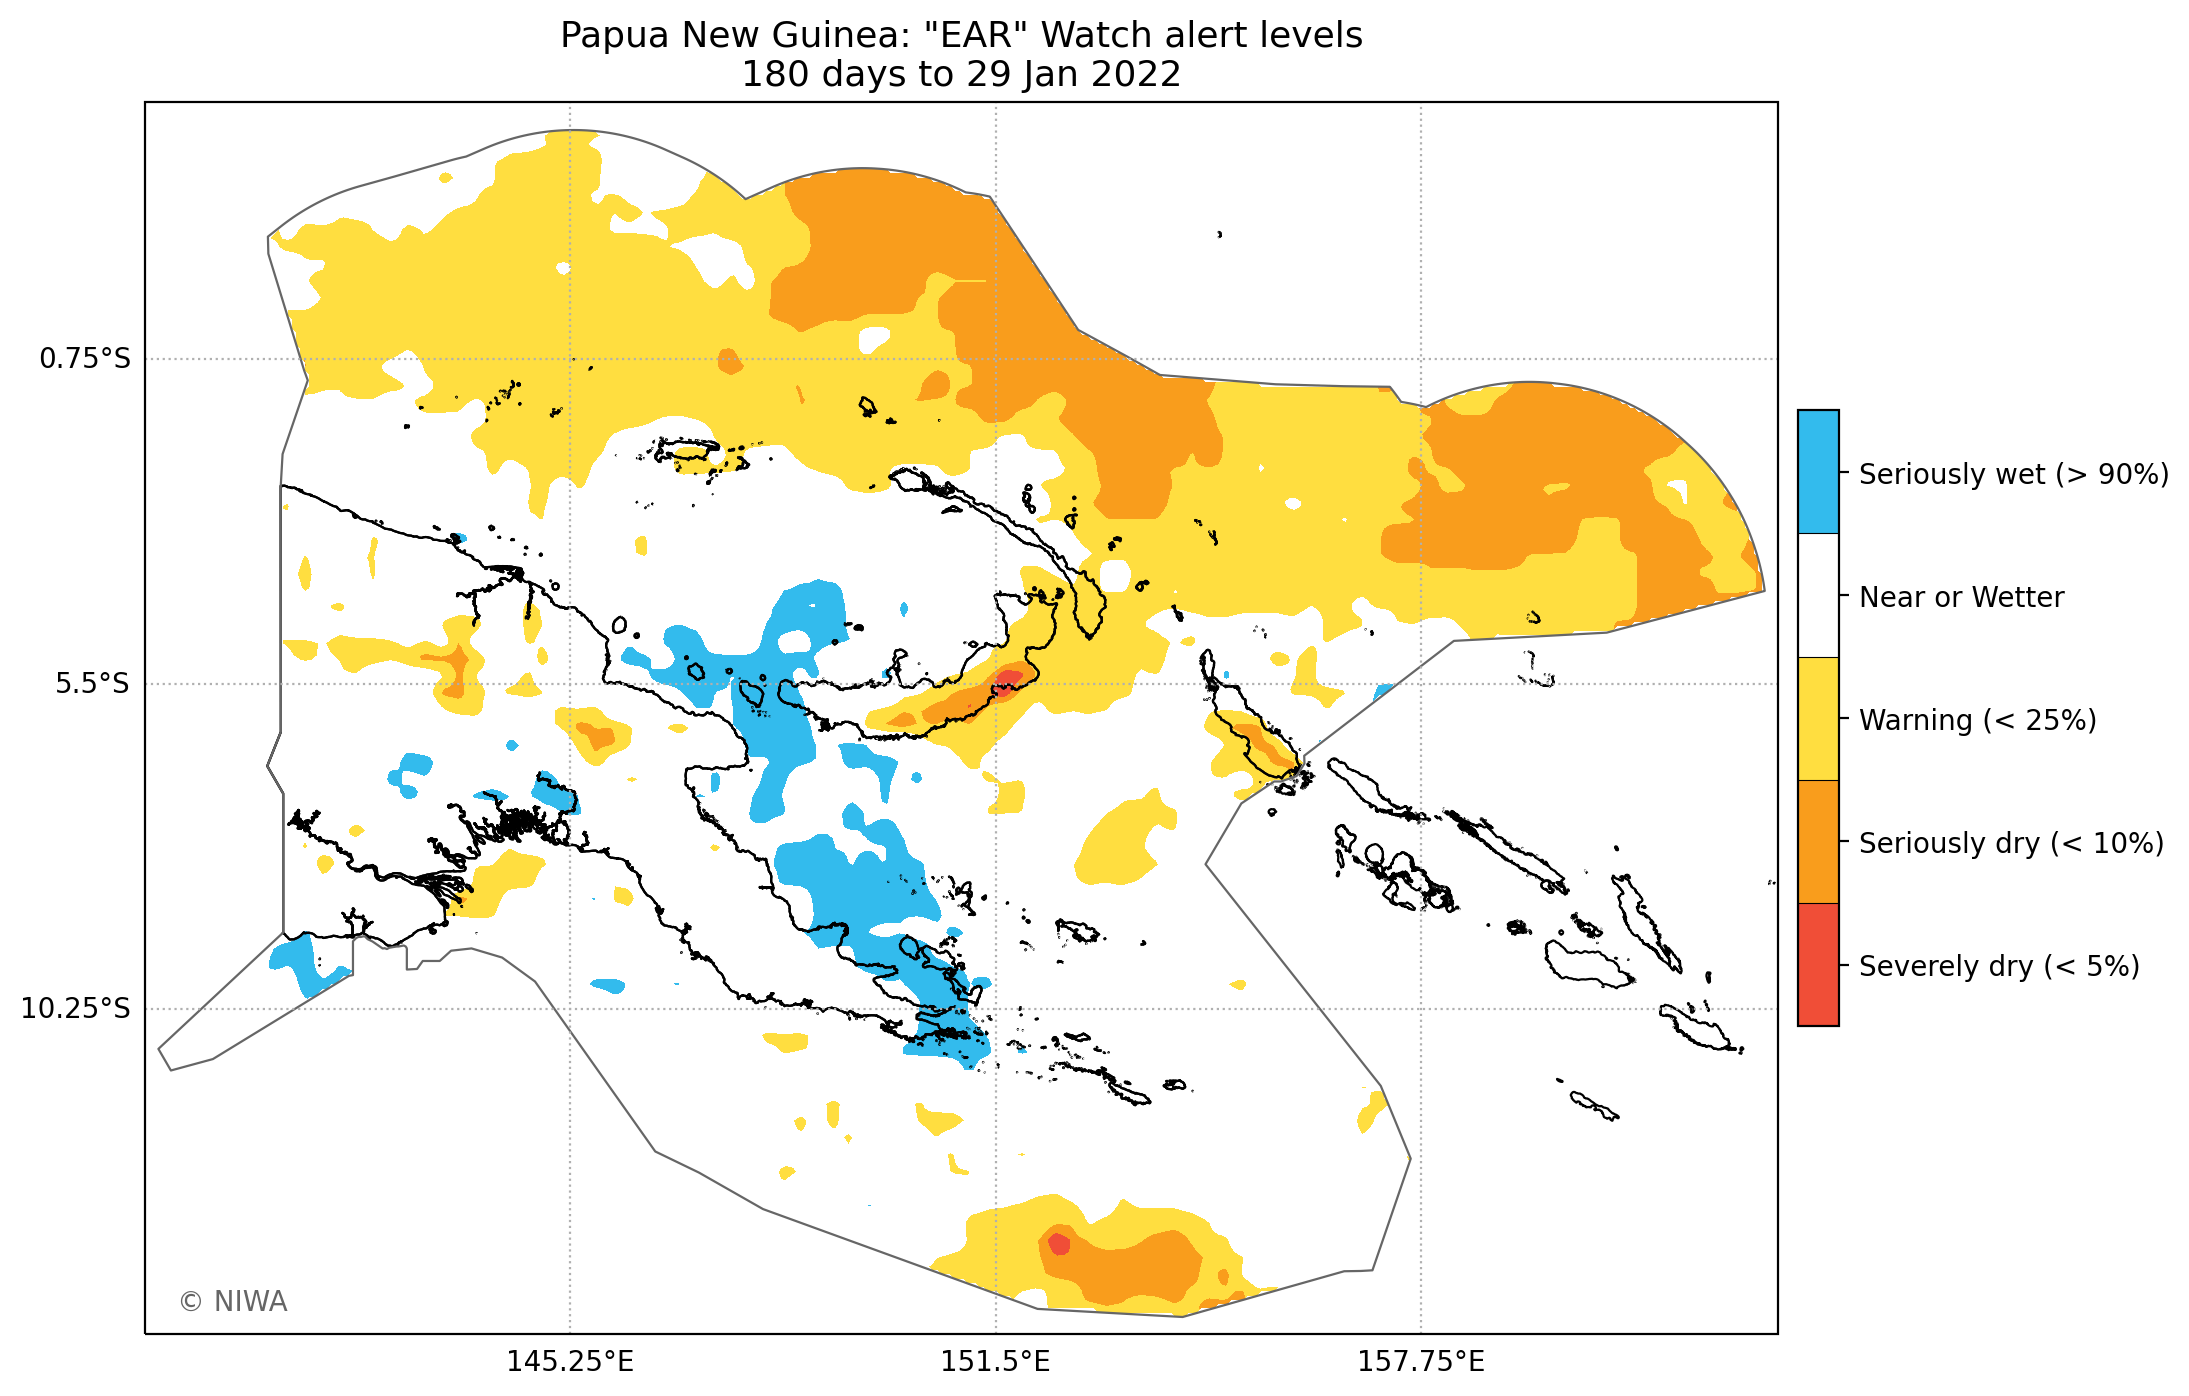 Papua New Guinea: "EAR" Watch alert levels
180 days to 29 Jan 2022
0.75°S
5.5°S
10.25°S
145.25°E
151.5°E
157.75°E
Seriously wet (> 90%)
Near or Wetter
Warning (< 25%)
Seriously dry (< 10%)
Severely dry (< 5%)
© NIWA